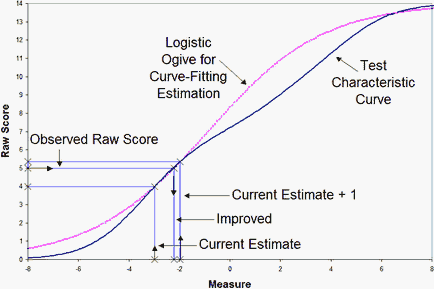 14
13
12
11
10
9
8
7
6
5
4
3
2
1
0
Raw Score
Logistic
Ogive for
Curve-Fitting
Estimation
Test
Characteristic
Curve
Observed Raw Score
Current Estimate + 1
Improved
Current Estimate
-8 -6 -4 -2 0 2 4 6 8
Measure